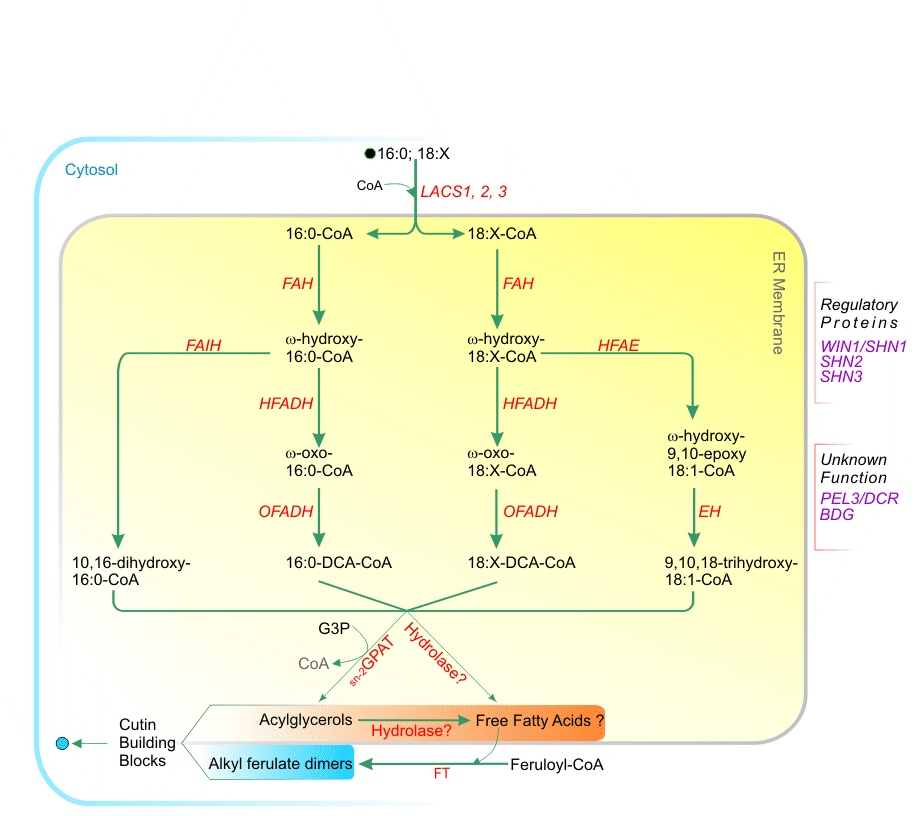 16:0; 18:X
Cytosol
CoA
LACS1, 2, 3
16:0-CoA
18:X-CoA
ER Membrane
FAH
FAH
Regulatory
Proteins
WIN1/SHN1
SHN2
SHN3
ω-hydroxy-
16:0-CoA
ω-hydroxy-
18:X-CoA
FAIH
HFAE
HFADH
HFADH
ω-hydroxy-
9,10-epoxy
18:1-CoA
ω-oxo-
16:0-CoA
ω-oxo-
18:X-CoA
Unknown
Function
PEL3/DCR
BDG
OFADH
OFADH
EH
10,16-dihydroxy-
16:0-CoA
16:0-DCA-CoA
18:X-DCA-CoA
9,10,18-trihydroxy-
18:1-CoA
G3P
CoA
sn-2GPAT
Hydrolase?
Acylglycerols
Free Fatty Acids ?
Hydrolase?
Cutin
Building
Blocks
Alkyl ferulate dimers
FT
Feruloyl-CoA